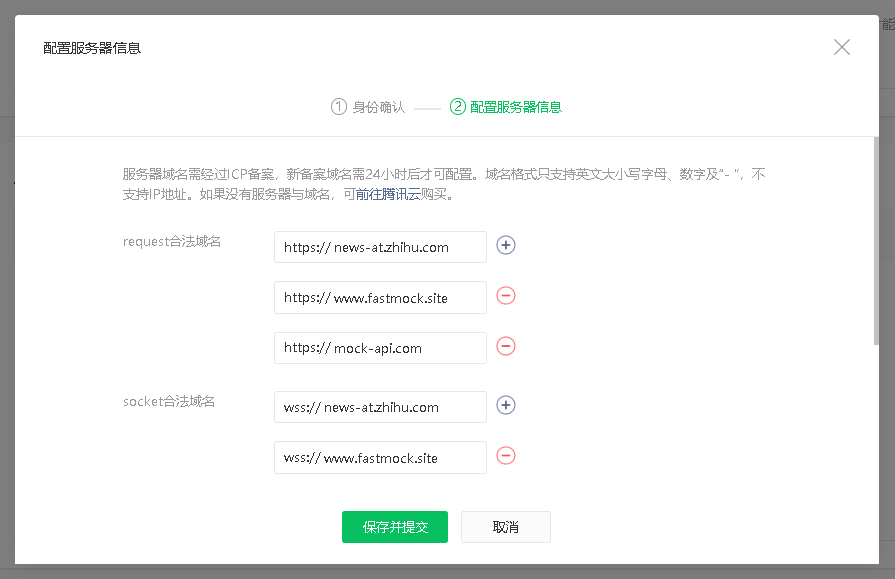 能
配置服务器信息
1 身份确认 2 配置服务器信息
服务器域名需经过ICP备案，新备案域名需24小时后才可配置。域名格式只支持英文大小写字母、数字及“- ”，不
支持IP地址。如果没有服务器与域名，可前往腾讯云购买。
request合法域名 https:// news-at.zhihu.com
https:// www.fastmock.site
https:// mock-api.com
socket合法域名 wss:// news-at.zhihu.com
wss:// www.fastmock.site
保存并提交 取消